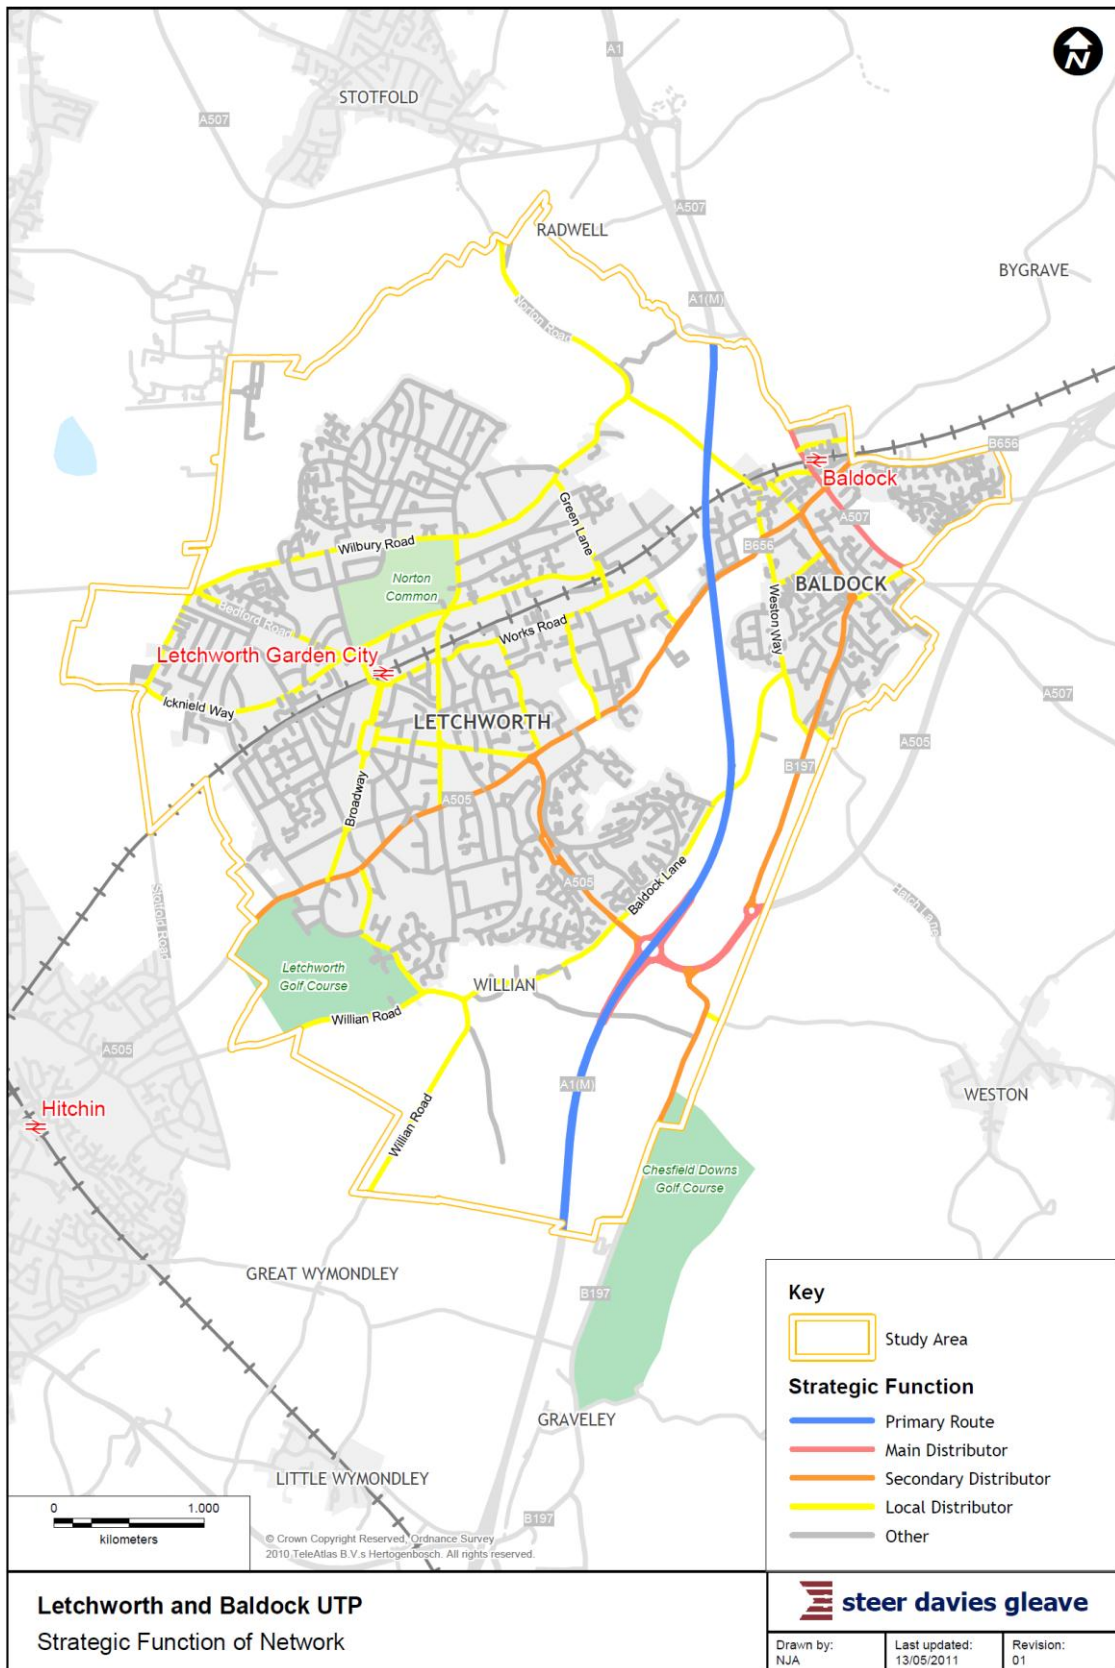 N
A1
STOTFOLD
A507
A507
RADWELL
BYGRAVE
A1(M)
Norton Road
B656
Baldock
A507
Green Lane
Wilbury Road
B656
Norton
Common
BALDOCK
Weston Way
Bedford Road
Works Road
Letchworth Garden City
Icknield Way
A507
LETCHWORTH
A505
B197
Broadway
A505
A505
Baldock Lane
Stotfold Road
Hatch Lane
Letchworth
Golf Course
WILLIAN
Willian Road
A505
A1(M)
WESTON
Hitchin
Willian Road
Chesfield Downs
Golf Course
GREAT WYMONDLEY
B197
GRAVELEY
LITTLE WYMONDLEY
B197
Key
Study Area
Strategic Function
Primary Route
Main Distributor
Secondary Distributor
Local Distributor
Other
0 1.000
kilometers
© Crown Copyright Reserved, Ordnance Survey
2010 TeleAtlas B.V.s Hertogenbosch. All rights reserved.
Letchworth and Baldock UTP
Strategic Function of Network
steer davies gleave
Drawn by:
NJA
Last updated:
13/05/2011
Revision:
01